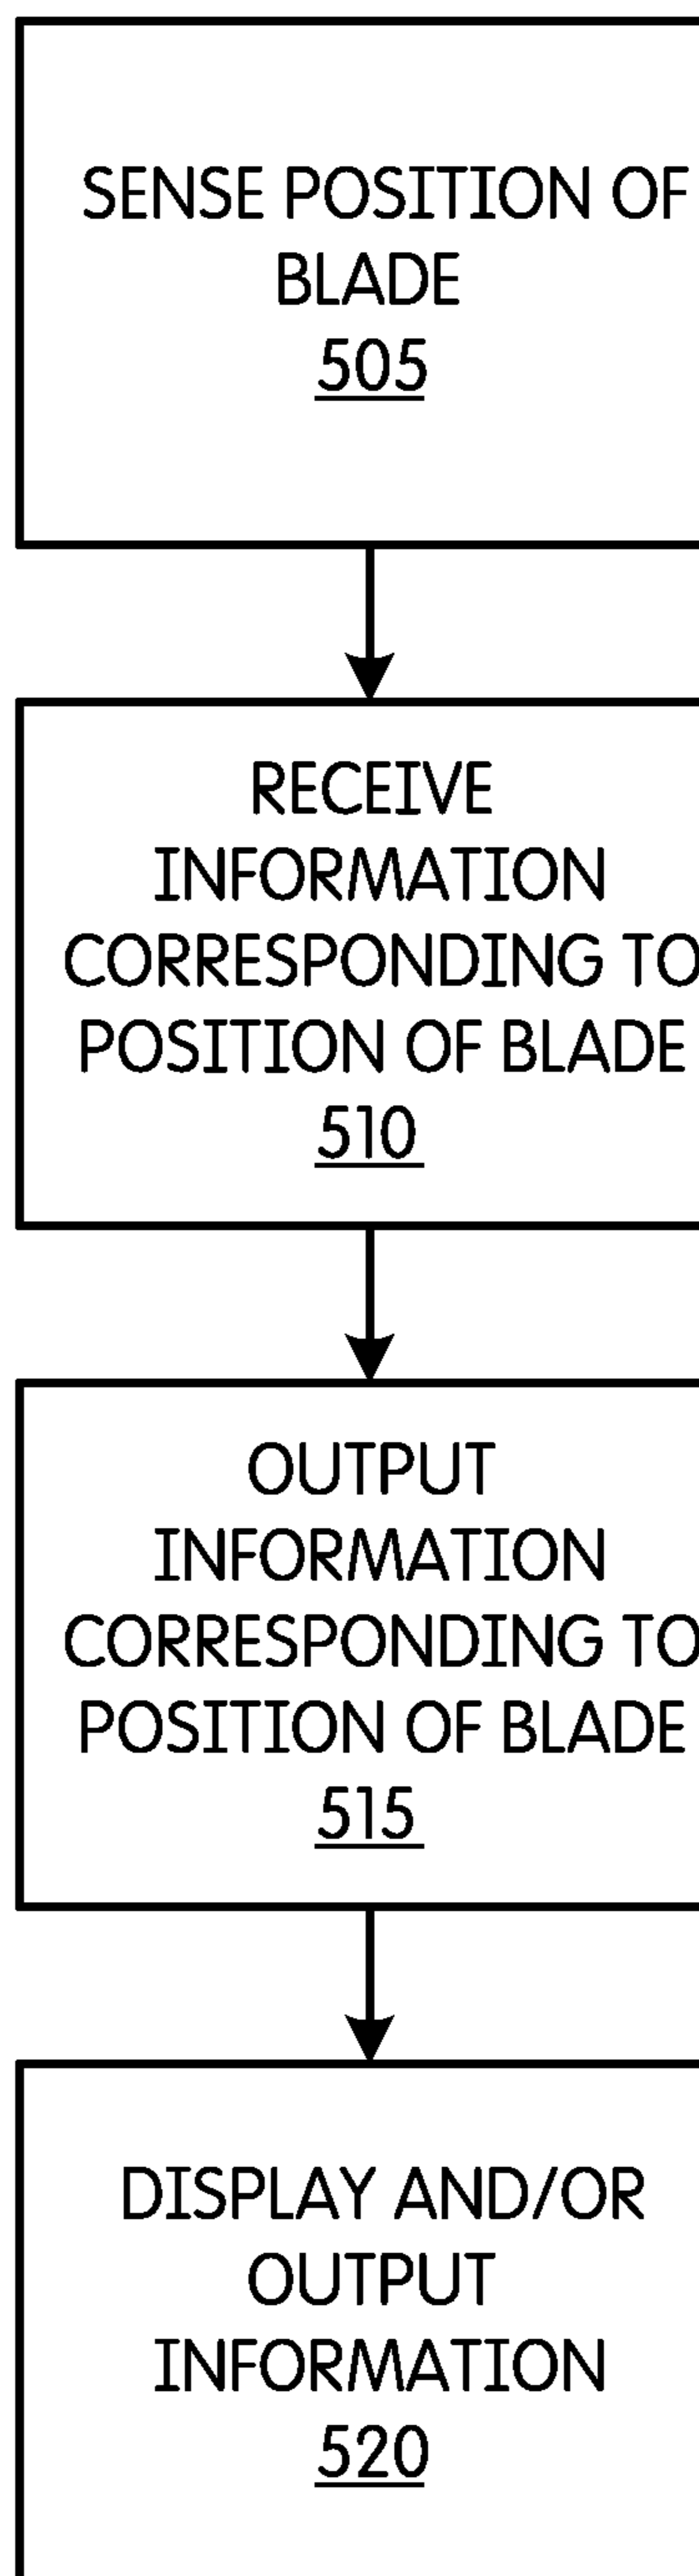 SENSE POSITION OF
BLADE
505
RECEIVE
INFORMATION
CORRESPONDING TO
POSITION OF BLADE
510
OUTPUT
INFORMATION
CORRESPONDING TO
POSITION OF BLADE
515
DISPLAY AND/OR
OUTPUT
INFORMATION
520